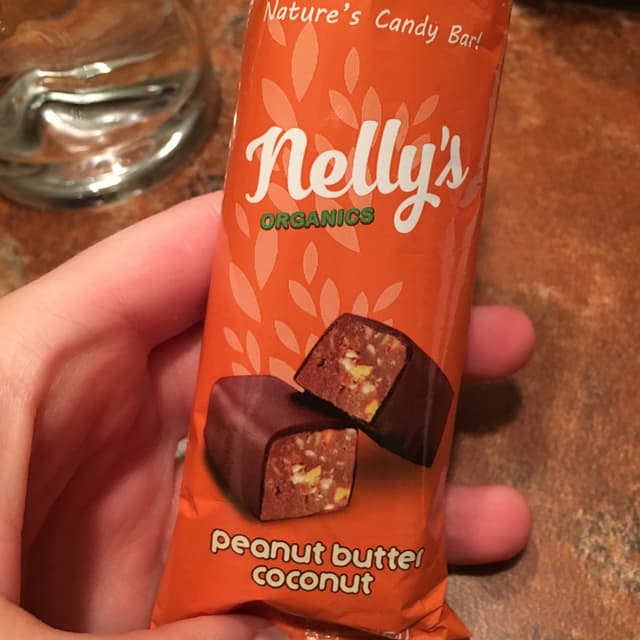 Nature's Candy Bar!
Nelly's
ORGANICS
peanut butter
coconut